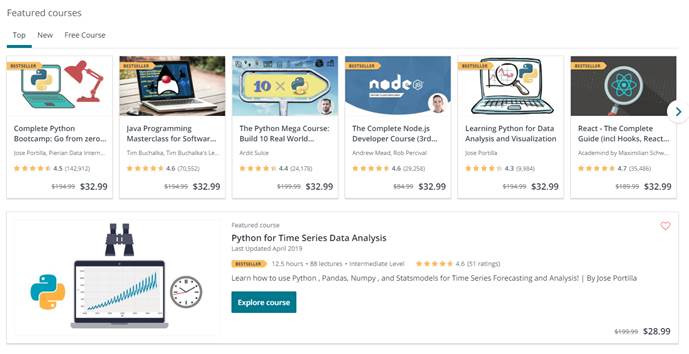 Featured courses
Top New Free Course
BESTSELLER
Complete Python
Bootcamp: Go from zero...
Jose Portilla, Pierian Data Intern...
4.5 (142,912)
$194.99 $32.99
BESTSELLER
Java Programming
Masterclass for Softwar...
Tim Buchalka, Tim Buchalka's Le...
4.6 (70,552)
$194.99 $32.99
10 ×
The Python Mega Course:
Build 10 Real World...
Ardit Sulce
4.4 (24,178)
$199.99 $32.99
BESTSELLER
node
JS
The Complete Node.js
Developer Course (3rd...
Andrew Mead, Rob Percival
4.6 (29,258)
$84.99 $32.99
BESTSELLER
Learning Python for Data
Analysis and Visualization
Jose Portilla
4.3 (9,984)
$194.99 $32.99
BESTSELLER
React - The Complete
Guide (incl Hooks, React...
Academind by Maximilian Schw...
4.7 (35,486)
$189.99 $32.99
Featured course
Python for Time Series Data Analysis
Last Updated April 2019
BESTSELLER 12.5 hours • 88 lectures • Intermediate Level 4.6 (51 ratings)
Learn how to use Python , Pandas, Numpy , and Statsmodels for Time Series Forecasting and Analysis! | By Jose Portilla
Explore course
$199.99 $28.99